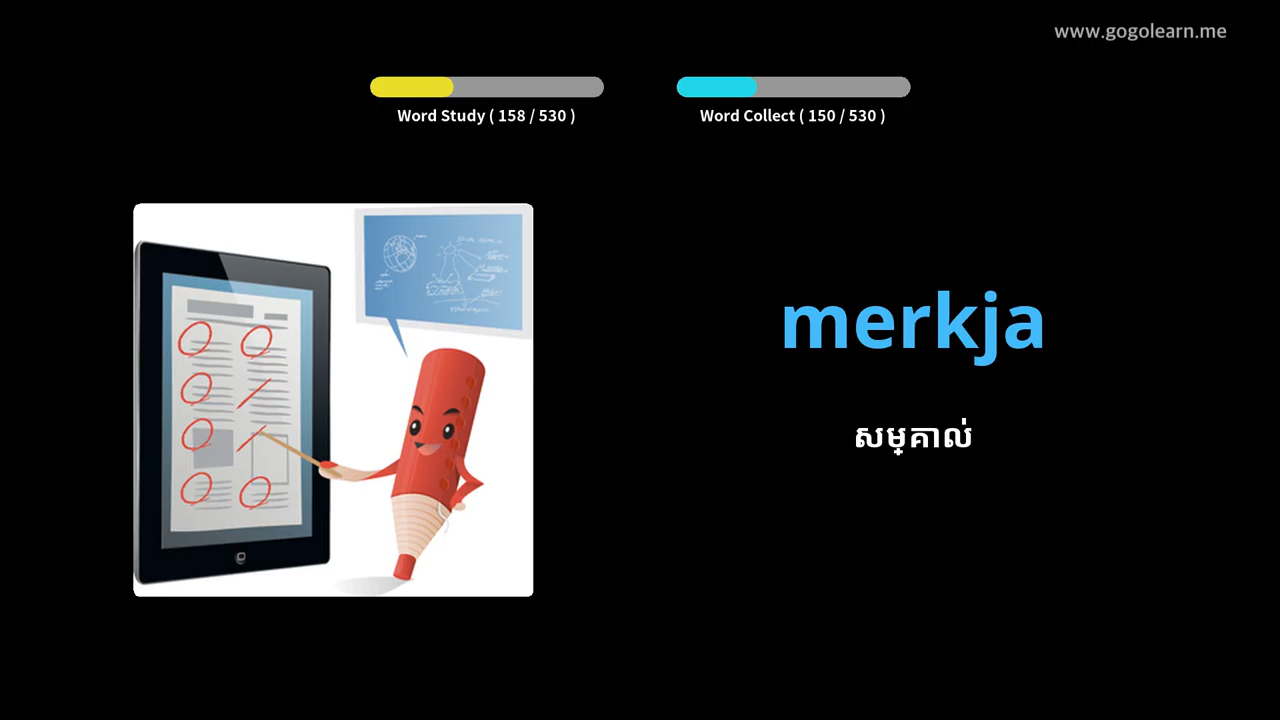 www.gogolearn.me
Word Study ( 158 / 530 )
Word Collect ( 150 / 530 )
merkja
សម្គាល់